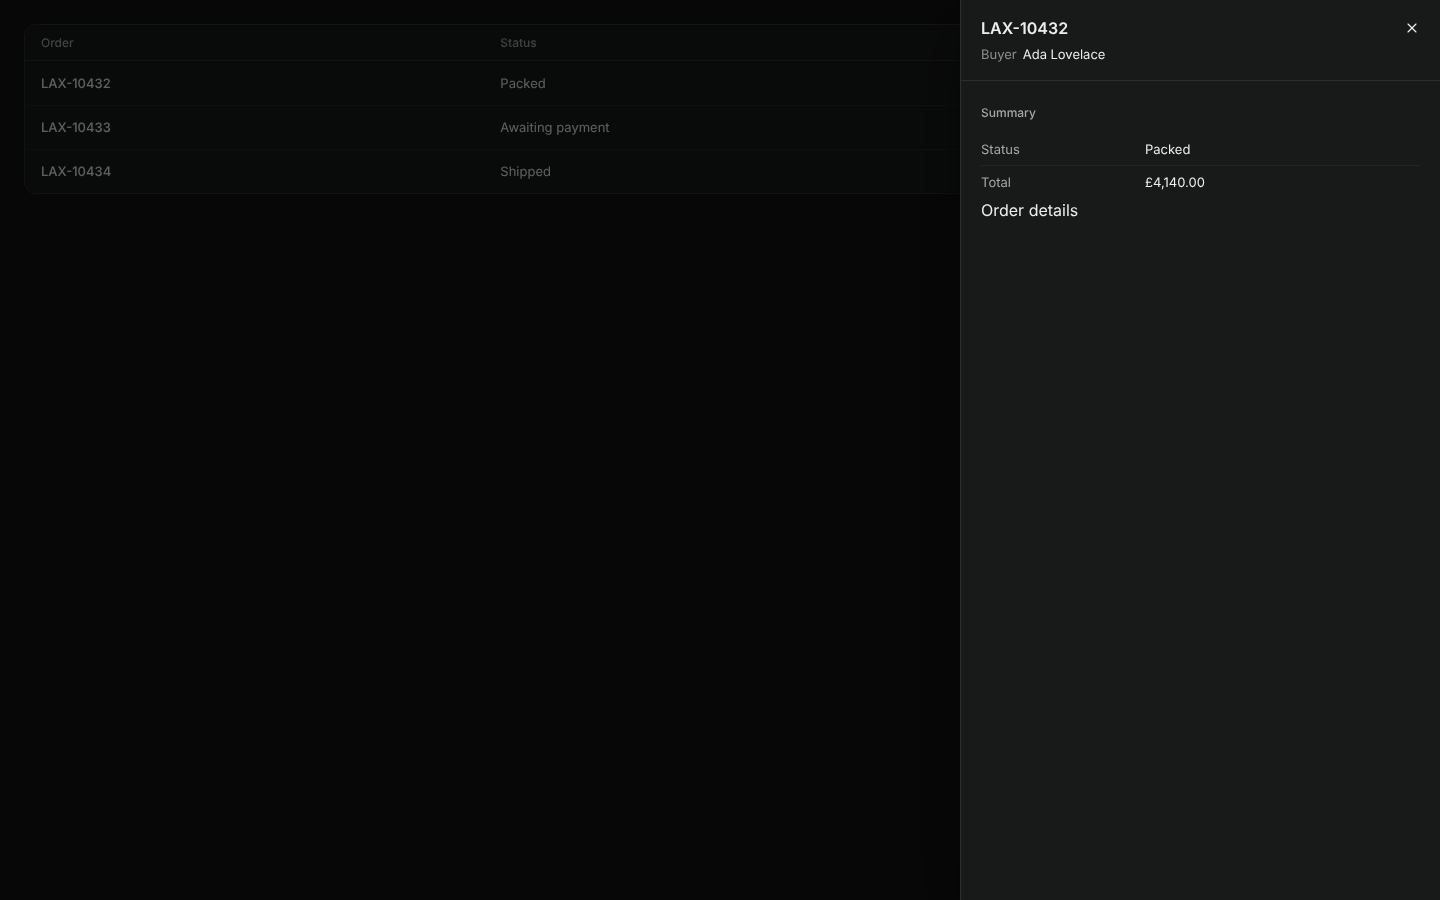 Order Status
LAX-10432 Packed
LAX-10433 Awaiting payment
LAX-10434 Shipped
LAX-10432
Buyer Ada Lovelace
Summary
Status Packed
Total £4,140.00
Order details